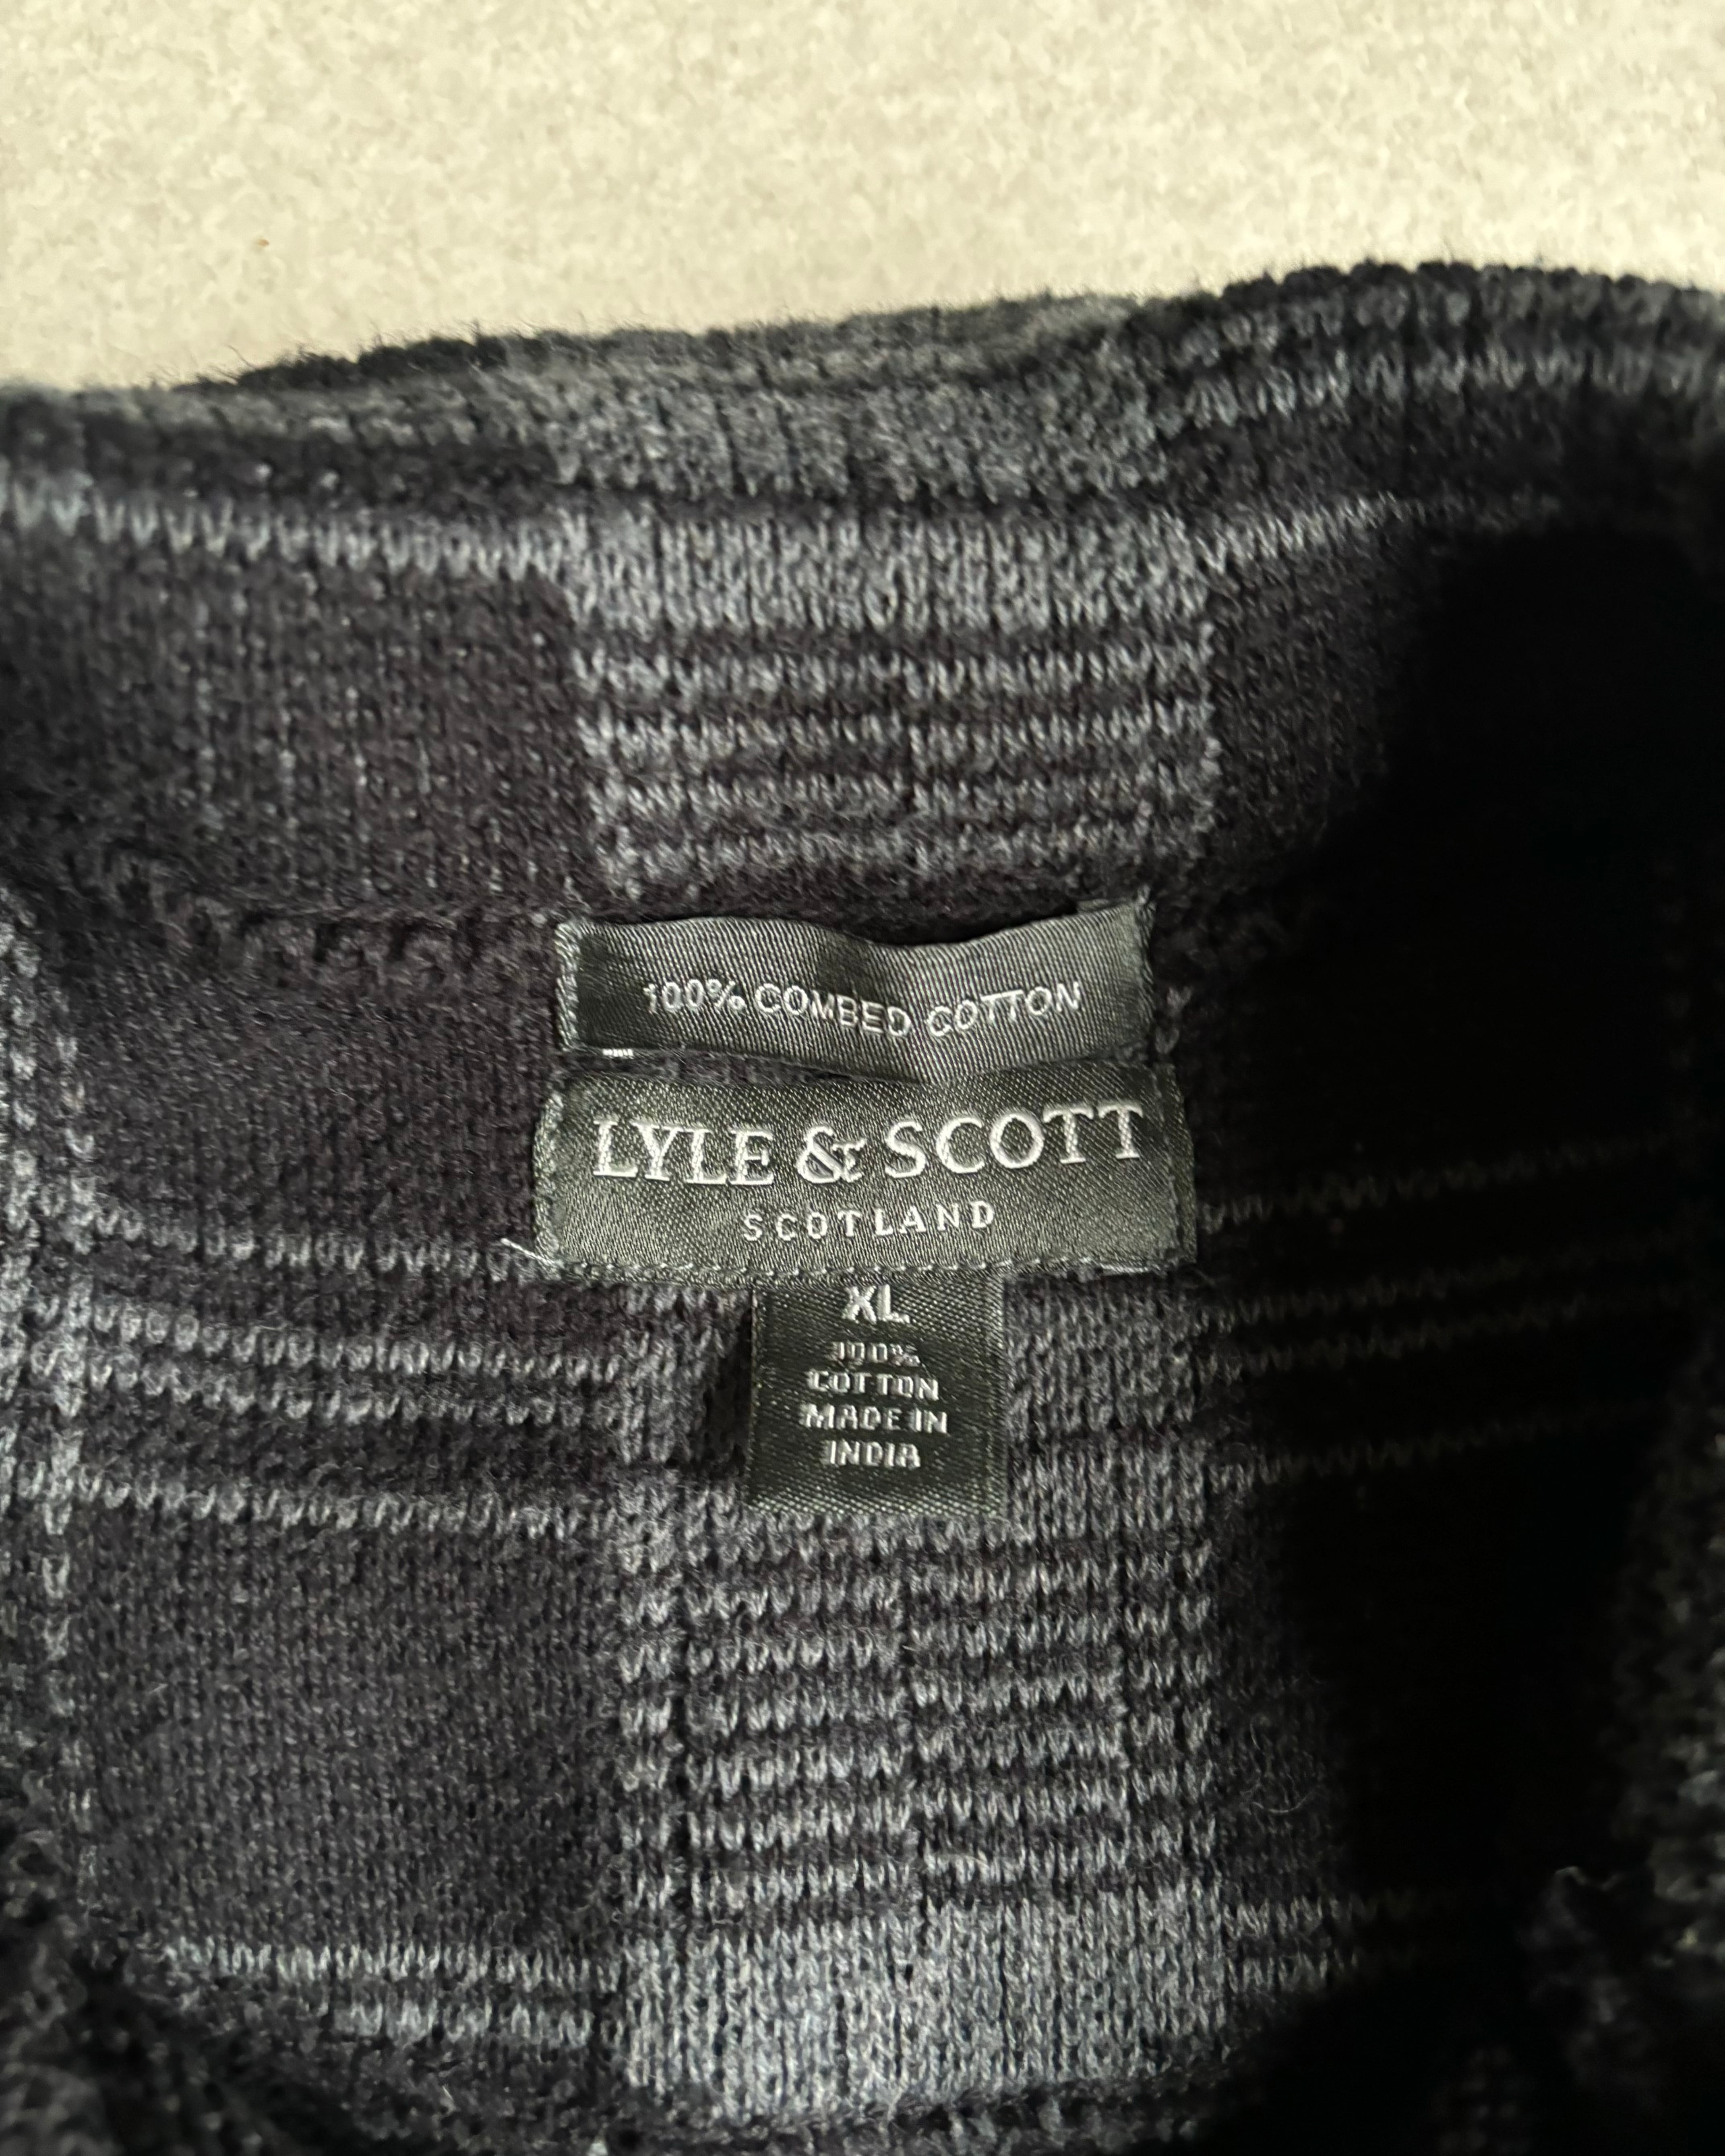 100% COMBED COTTON
LYLE & SCOTT
SCOTLAND
XL
100%
COTTON
MADE IN
INDIA